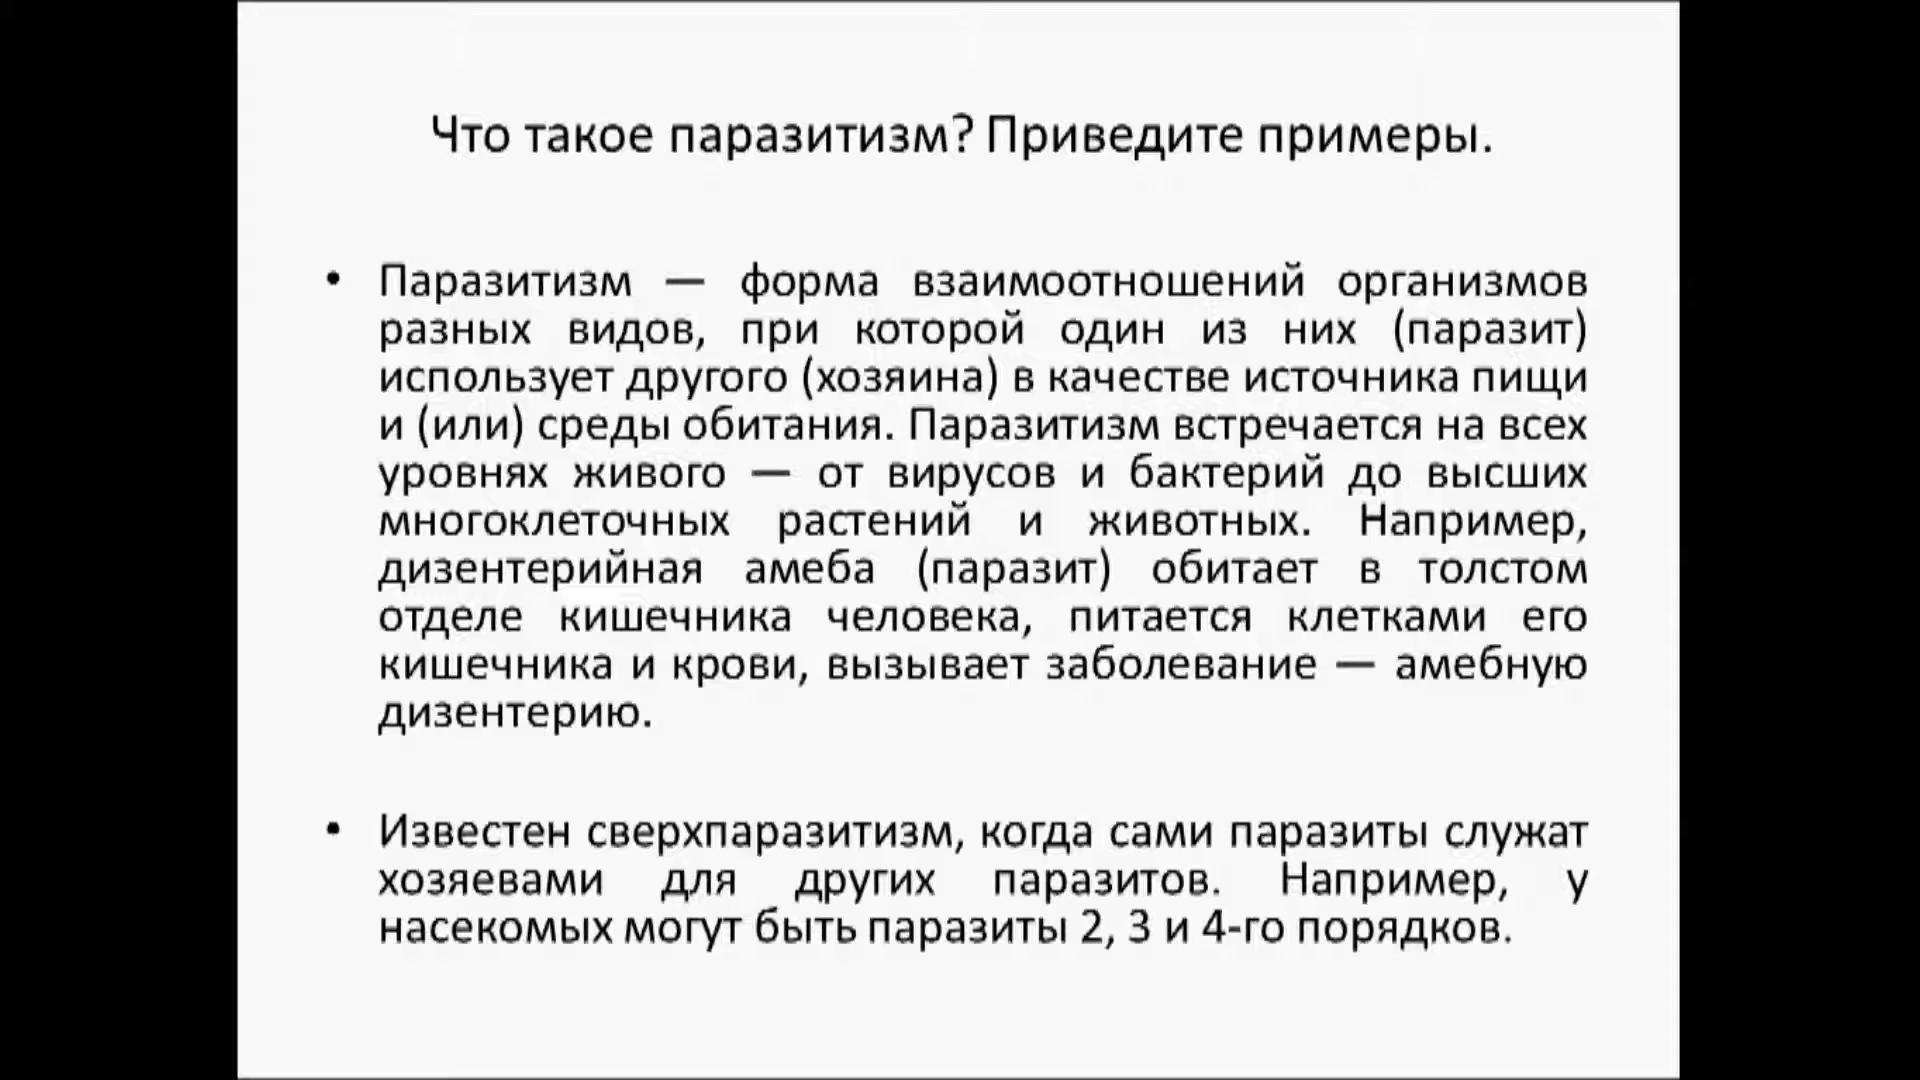 Что такое паразитизм? Приведите примеры.
• Паразитизм — форма взаимоотношений организмов
разных видов, при которой один из них (паразит)
использует другого (хозяина) в качестве источника пищи
и (или) среды обитания. Паразитизм встречается на всех
уровнях живого — от вирусов и бактерий до высших
многоклеточных растений и животных. Например,
дизентерийная амеба (паразит) обитает в толстом
отделе кишечника человека, питается клетками его
кишечника и крови, вызывает заболевание — амебную
дизентерию.
• Известен сверхпаразитизм, когда сами паразиты служат
хозяевами для других паразитов. Например, у
насекомых могут быть паразиты 2, 3 и 4-го порядков.